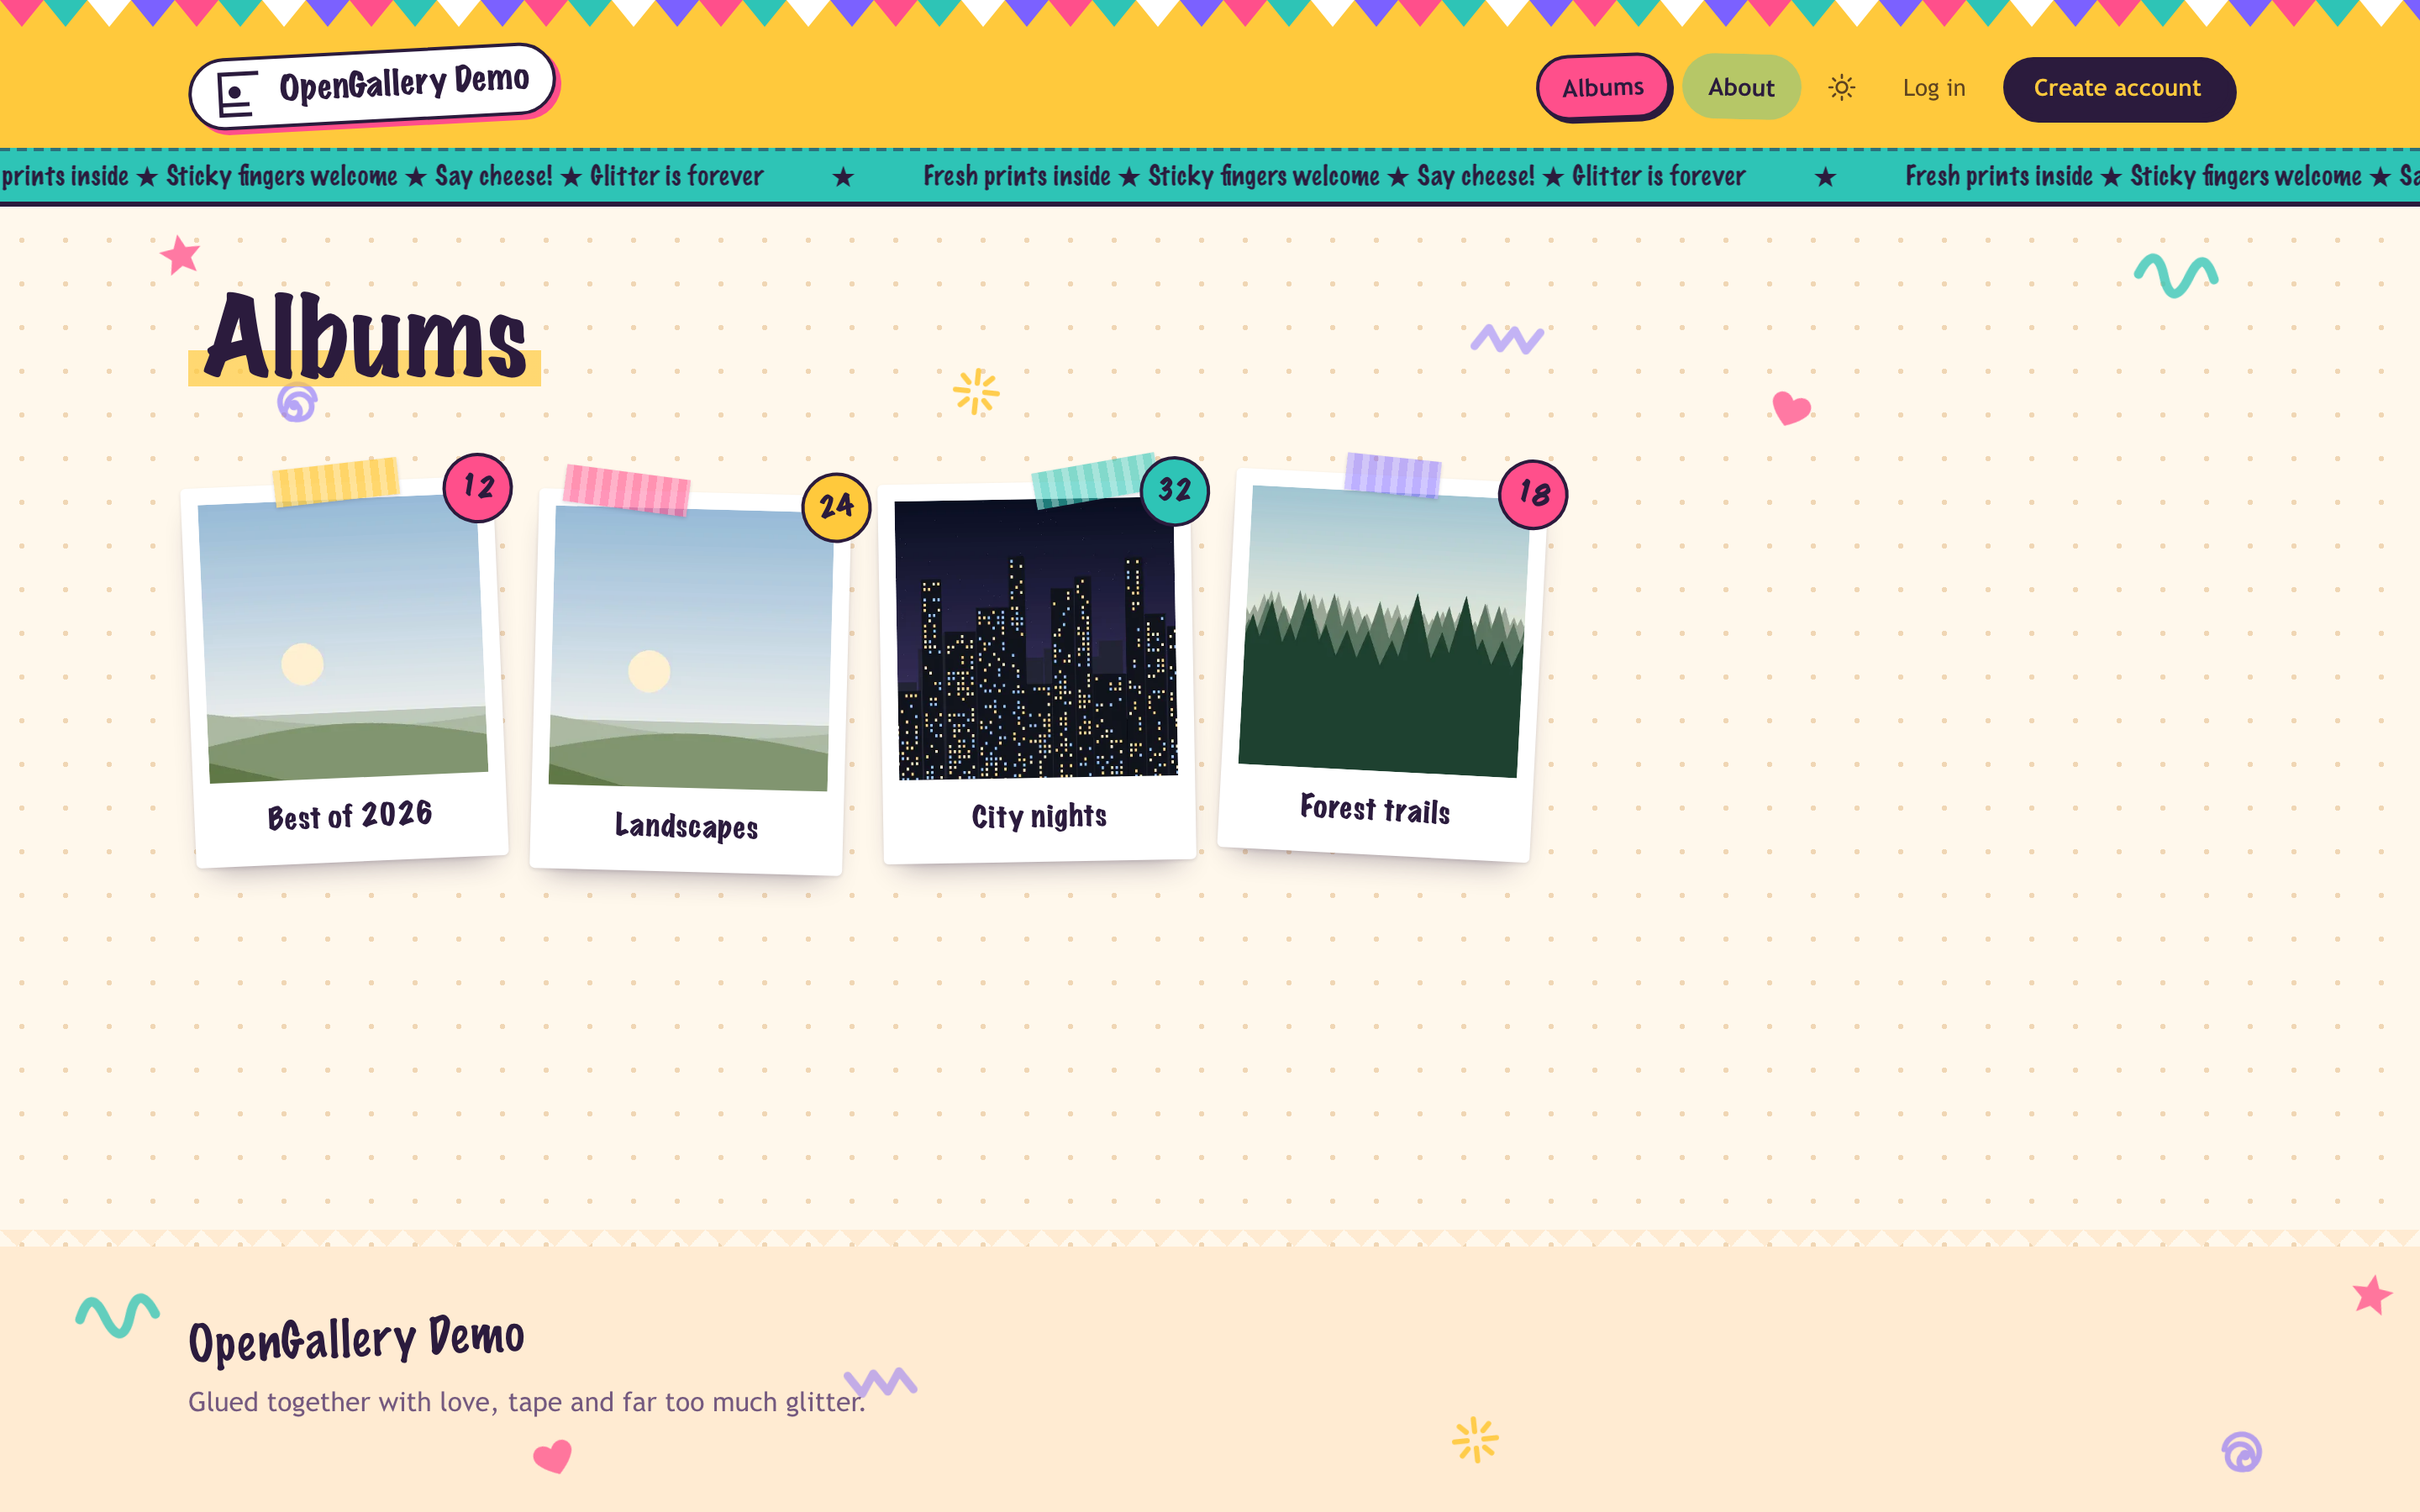 OpenGallery Demo
Albums
About
Log in
Create account
prints inside ★ Sticky fingers welcome ★ Say cheese! ★ Glitter is forever ★ Fresh prints inside ★ Sticky fingers welcome ★ Say cheese! ★ Glitter is forever ★ Fresh prints inside ★ Sticky fingers welcome ★ Sa
Albums
12
24
32
18
Best of 2026
Landscapes
City nights
Forest trails
OpenGallery Demo
Glued together with love, tape and far too much glitter.